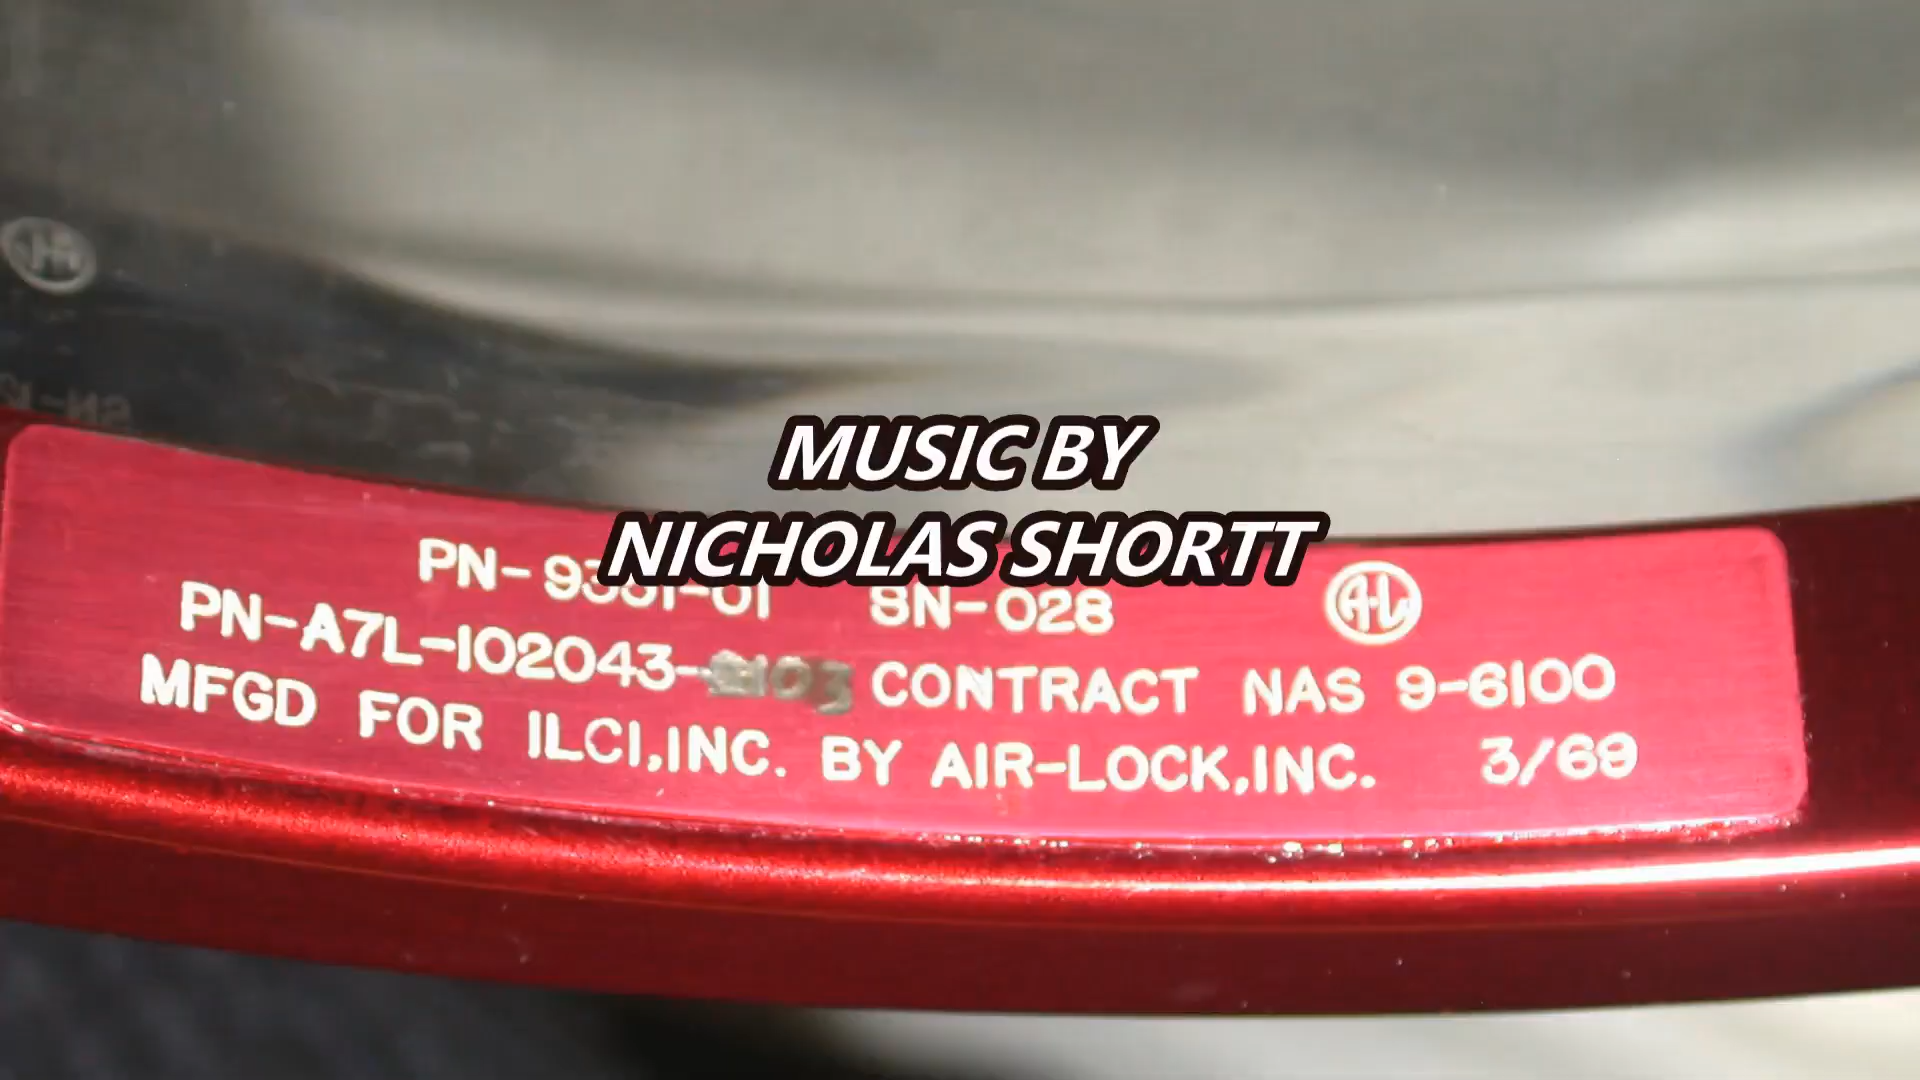 MUSIC BY
NICHOLAS SHORTT
SN-028
PN-A7L-102043- CONTRACT NAS 9-6100
MFGD FOR ILCI,INC. BY AIR-LOCK,INC. 3/69
A-L